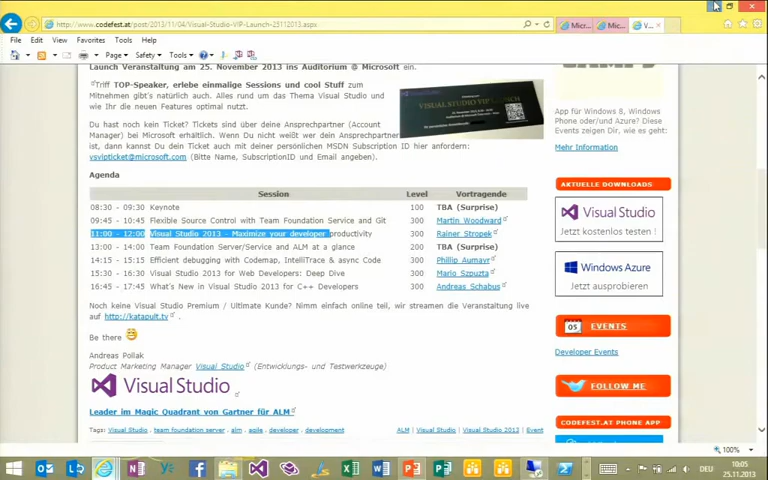 http://www.codefest.at/post/2013/11/04/Visual-Studio-VIP-Launch-25112013.aspx
Micr...
Micr...
V...
File Edit View Favorites Tools Help
Page Safety Tools
Launch Veranstaltung am 25. November 2013 ins Auditorium @ Microsoft ein.
Triff TOP-Speaker, erlebe einmalige Sessions und cool Stuff zum
Mitnehmen gibt's natürlich auch. Alles rund um das Thema Visual Studio und
wie Ihr die neuen Features optimal nutzt.
VISUAL STUDIO VIP LAUNCH
Du hast noch kein Ticket? Tickets sind über deine Ansprechpartner (Account
Manager) bei Microsoft erhältlich. Wenn Du nicht weißt wer dein Ansprechpartner
ist, dann kannst Du dein Ticket auch mit deiner persönlichen MSDN Subscription ID hier anfordern:
vsvipticket@microsoft.com (Bitte Name, SubscriptionID und Email angeben).
Agenda
Session Level Vortragende
08:30 - 09:30 Keynote 100 TBA (Surprise)
09:45 - 10:45 Flexible Source Control with Team Foundation Service and Git 300 Martin Woodward
11:00 - 12:00 Visual Studio 2013 - Maximize your developer productivity 300 Rainer Stropek
13:00 - 14:00 Team Foundation Server/Service and ALM at a glance 200 TBA (Surprise)
14:15 - 15:15 Efficient debugging with Codemap, IntelliTrace & async Code 300 Phillip Aumayr
15:30 - 16:30 Visual Studio 2013 for Web Developers: Deep Dive 300 Mario Szpuszta
16:45 - 17:45 What's New in Visual Studio 2013 for C++ Developers 300 Andreas Schabus
Noch keine Visual Studio Premium / Ultimate Kunde? Nimm einfach online teil, wir streamen die Veranstaltung live
auf http://katapult.tv .
Be there
Andreas Pollak
Product Marketing Manager Visual Studio (Entwicklungs- und Testwerkzeuge)
Visual Studio
Leader im Magic Quadrant von Gartner für ALM
Tags: Visual Studio, team foundation server, alm, agile, developer, development
ALM | Visual Studio | Visual Studio 2012 | Event
App für Windows 8, Windows
Phone oder/und Azure? Diese
Events zeigen Dir, wie es geht:
Mehr Information
AKTUELLE DOWNLOADS
Visual Studio
Jetzt kostenlos testen
Windows Azure
Jetzt ausprobieren
05 EVENTS
Developer Events
FOLLOW ME
CODEFEST.AT PHONE APP
100%
DEU
10:05
25.11.2013